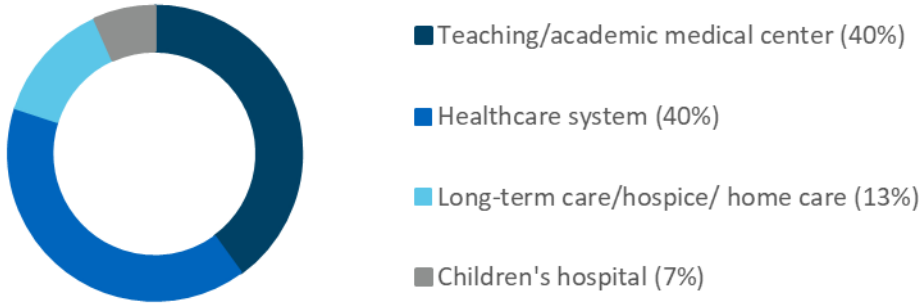 Teaching/academic medical center (40%)
Healthcare system (40%)
Long-term care/hospice/ home care (13%)
Children's hospital (7%)